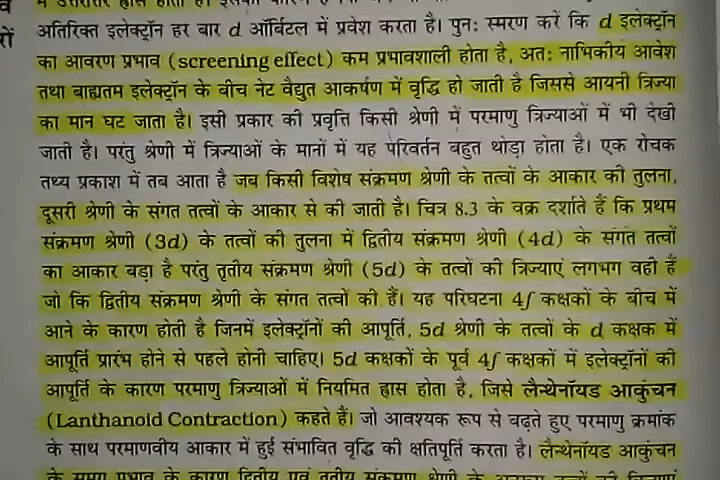 अतिरिक्त इलेक्ट्रॉन हर बार d ऑर्बिटल में प्रवेश करता है। पुन: स्मरण करें कि d इलेक्ट्रॉन
का आवरण प्रभाव (screening effect) कम प्रभावशाली होता है, अत: नाभिकीय आवेश
तथा बाह्यतम इलेक्ट्रॉन के बीच नेट वैद्युत आकर्षण में वृद्धि हो जाती है जिससे आयनी त्रिज्या
का मान घट जाता है। इसी प्रकार की प्रवृत्ति किसी श्रेणी में परमाणु त्रिज्याओं में भी देखी
जाती है। परंतु श्रेणी में त्रिज्याओं के मानों में यह परिवर्तन बहुत थोड़ा होता है। एक रोचक
तथ्य प्रकाश में तब आता है जब किसी विशेष संक्रमण श्रेणी के तत्वों के आकार की तुलना,
दूसरी श्रेणी के संगत तत्वों के आकार से की जाती है। चित्र 8.3 के वक्र दर्शाते हैं कि प्रथम
संक्रमण श्रेणी (3d) के तत्वों की तुलना में द्वितीय संक्रमण श्रेणी (4d) के संगत तत्वों
का आकार बड़ा है परंतु तृतीय संक्रमण श्रेणी (5d) के तत्वों की त्रिज्याएं लगभग वही हैं
जो कि द्वितीय संक्रमण श्रेणी के संगत तत्वों की हैं। यह परिघटना 4f कक्षकों के बीच में
आने के कारण होती है जिनमें इलेक्ट्रॉनों की आपूर्ति, 5d श्रेणी के तत्वों के d कक्षक में
आपूर्ति प्रारंभ होने से पहले होनी चाहिए। 5d कक्षकों के पूर्व 4f कक्षकों में इलेक्ट्रॉनों की
आपूर्ति के कारण परमाणु त्रिज्याओं में नियमित ह्रास होता है, जिसे लैन्थेनॉयड आकुंचन
(Lanthanoid Contraction) कहते हैं। जो आवश्यक रूप से बढ़ते हुए परमाणु क्रमांक
के साथ परमाणवीय आकार में हुई संभावित वृद्धि की क्षतिपूर्ति करता है। लैन्थेनॉयड आकुंचन